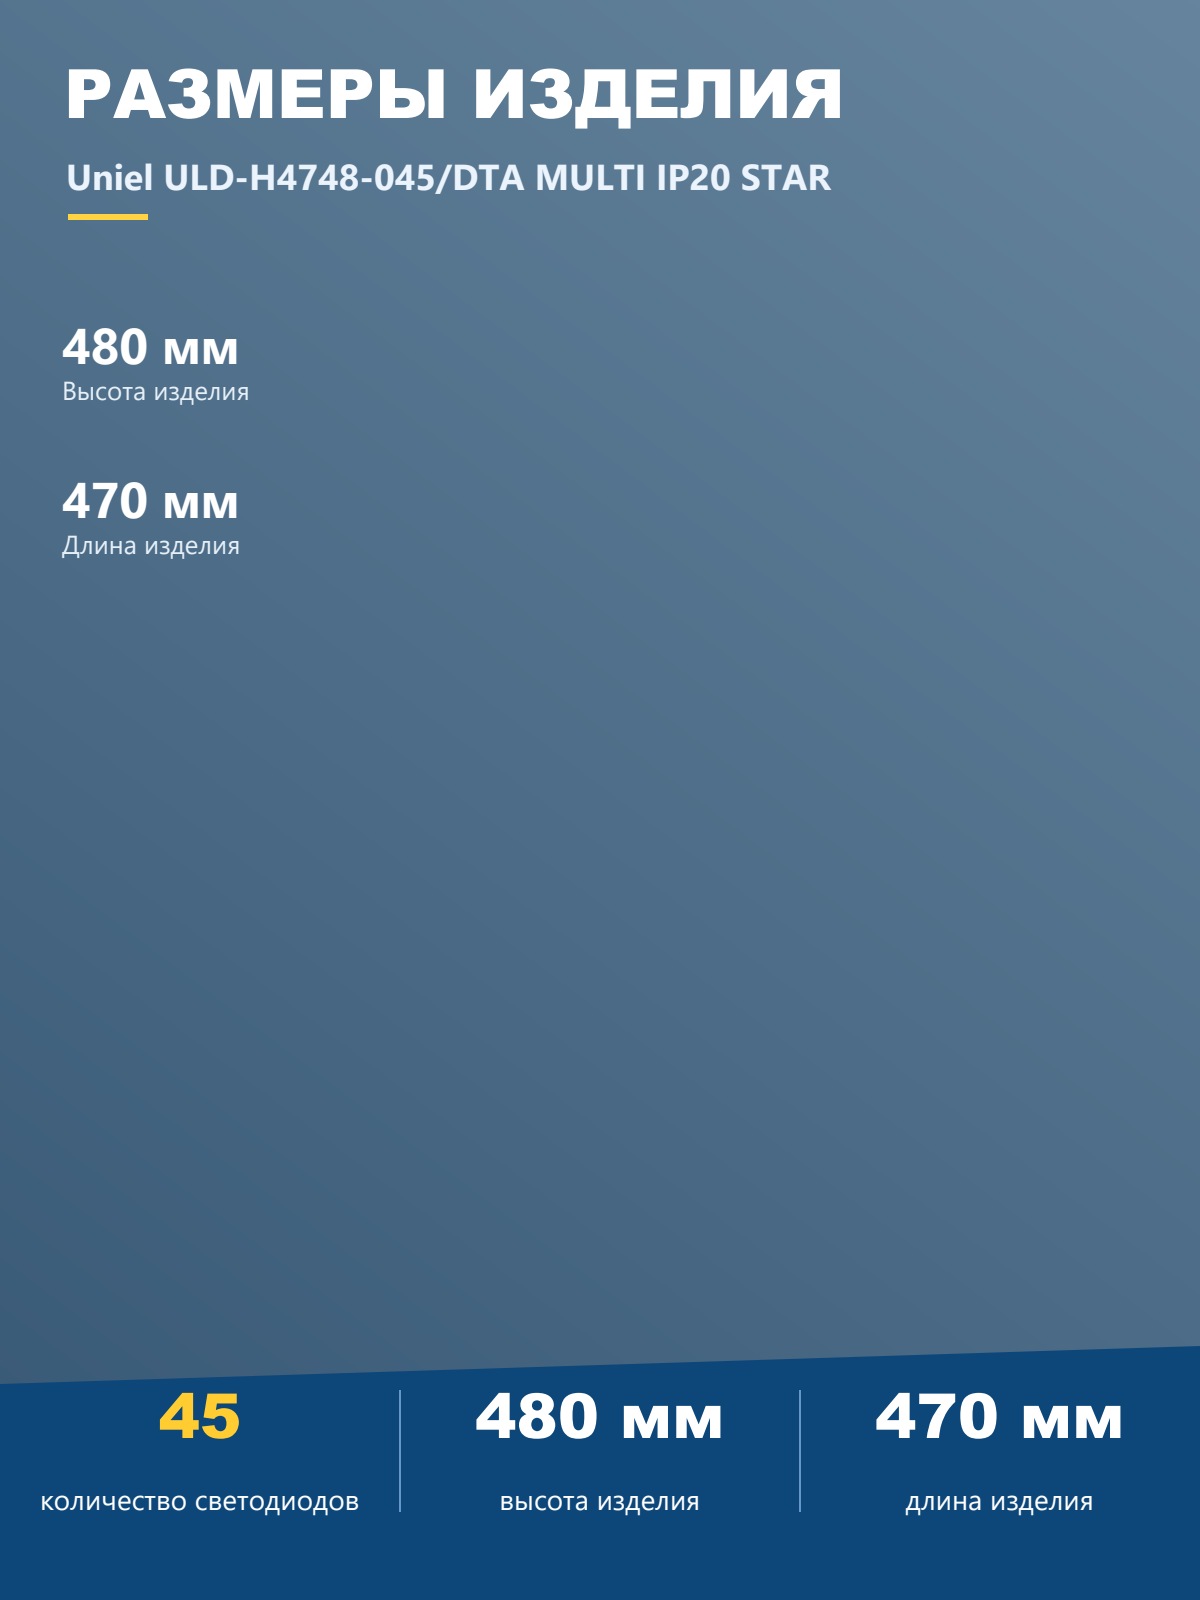 РАЗМЕРЫ ИЗДЕЛИЯ
Uniel ULD-H4748-045/DTA MULTI IP20 STAR
480 мм
Высота изделия
470 мм
Длина изделия
45
количество светодиодов
480 мм
высота изделия
470 мм
длина изделия